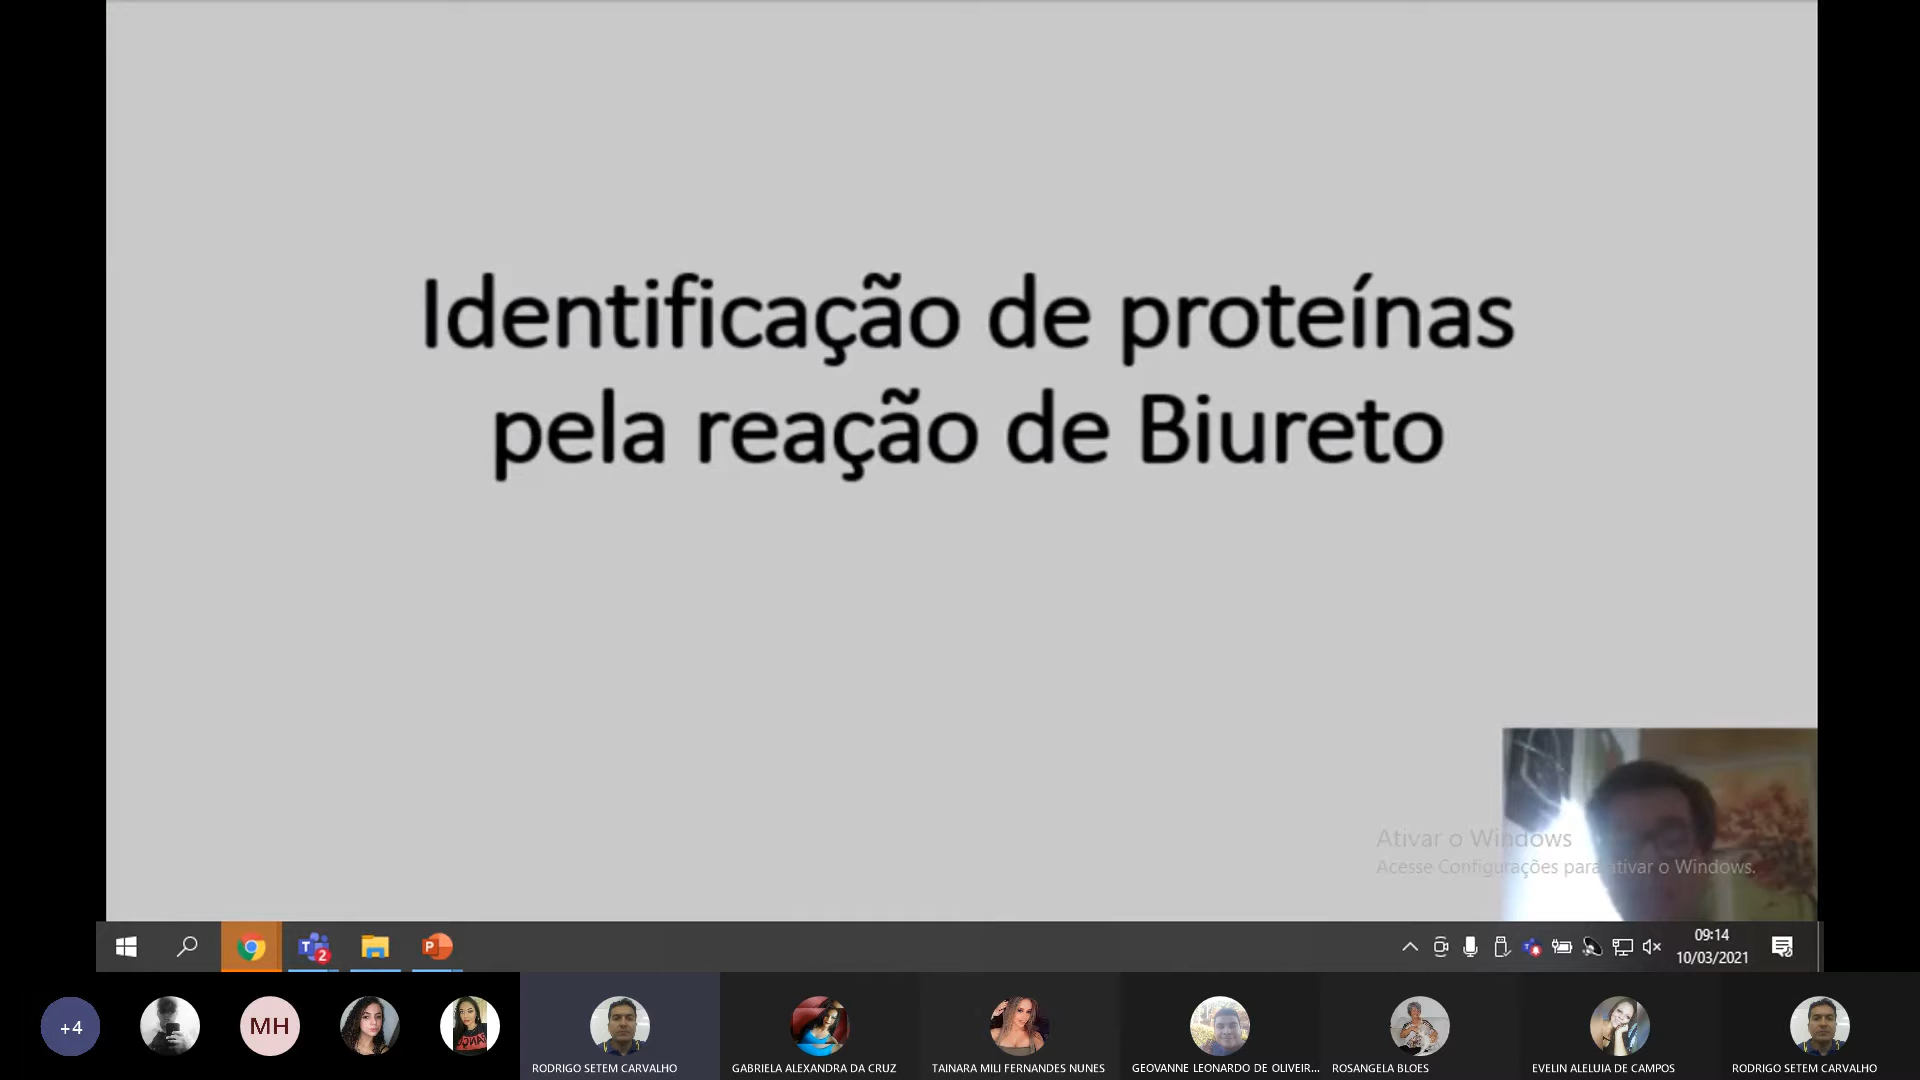 Identificação de proteínas
pela reação de Biureto
Ativar o Windows
Acesse Configurações para ativar o Windows.
09:14
10/03/2021
2
+4
MH
RODRIGO SETEM CARVALHO
GABRIELA ALEXANDRA DA CRUZ
TAINARA MILI FERNANDES NUNES
GEOVANNE LEONARDO DE OLIVEIR...
ROSANGELA BLOES
EVELIN ALELUIA DE CAMPOS
RODRIGO SETEM CARVALHO